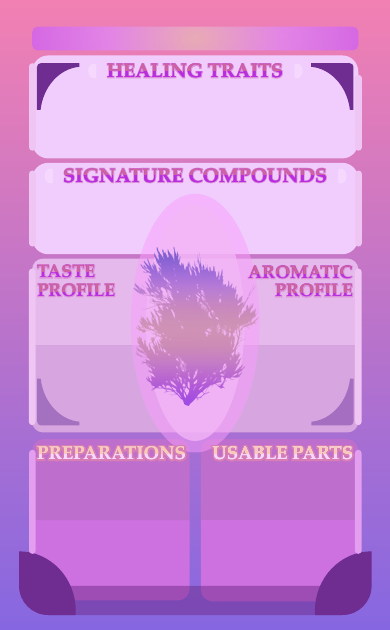 HEALING TRAITS
SIGNATURE COMPOUNDS
TASTE
PROFILE
AROMATIC
PROFILE
PREPARATIONS
USABLE PARTS